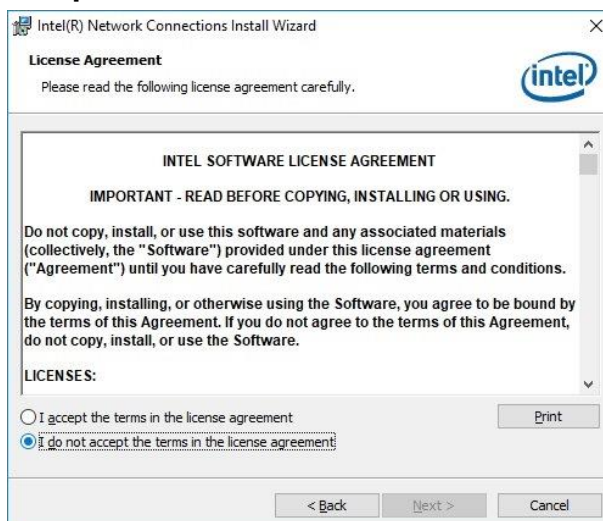 Intel(R) Network Connections Install Wizard
License Agreement
Please read the following license agreement carefully.
intel
INTEL SOFTWARE LICENSE AGREEMENT
IMPORTANT - READ BEFORE COPYING, INSTALLING OR USING.
Do not copy, install, or use this software and any associated materials
(collectively, the "Software") provided under this license agreement
("Agreement") until you have carefully read the following terms and conditions.
By copying, installing, or otherwise using the Software, you agree to be bound by
the terms of this Agreement. If you do not agree to the terms of this Agreement,
do not copy, install, or use the Software.
LICENSES:
I accept the terms in the license agreement
Print
I do not accept the terms in the license agreement
< Back Next > Cancel